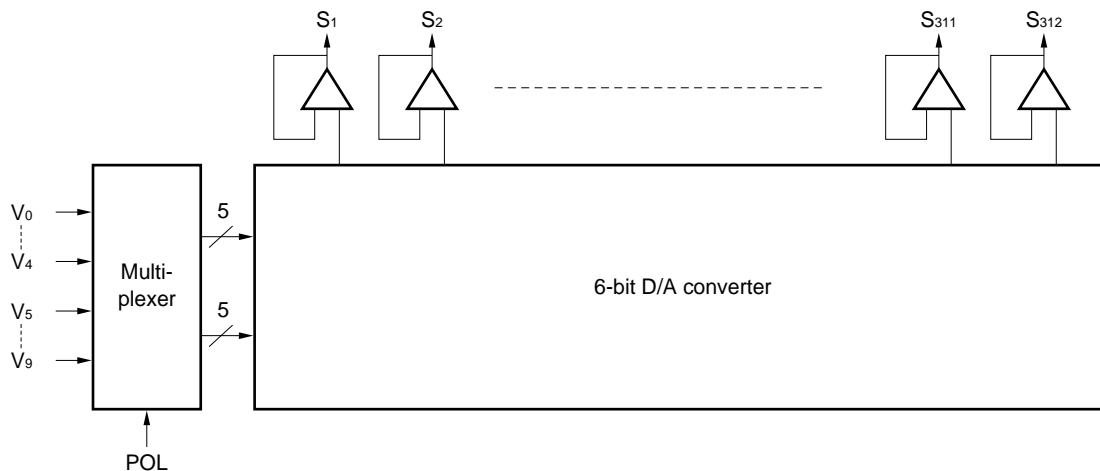 S1 S2 S311 S312
V0
V4
V5
V9
Multi-
plexer
5
5
6-bit D/A converter
POL